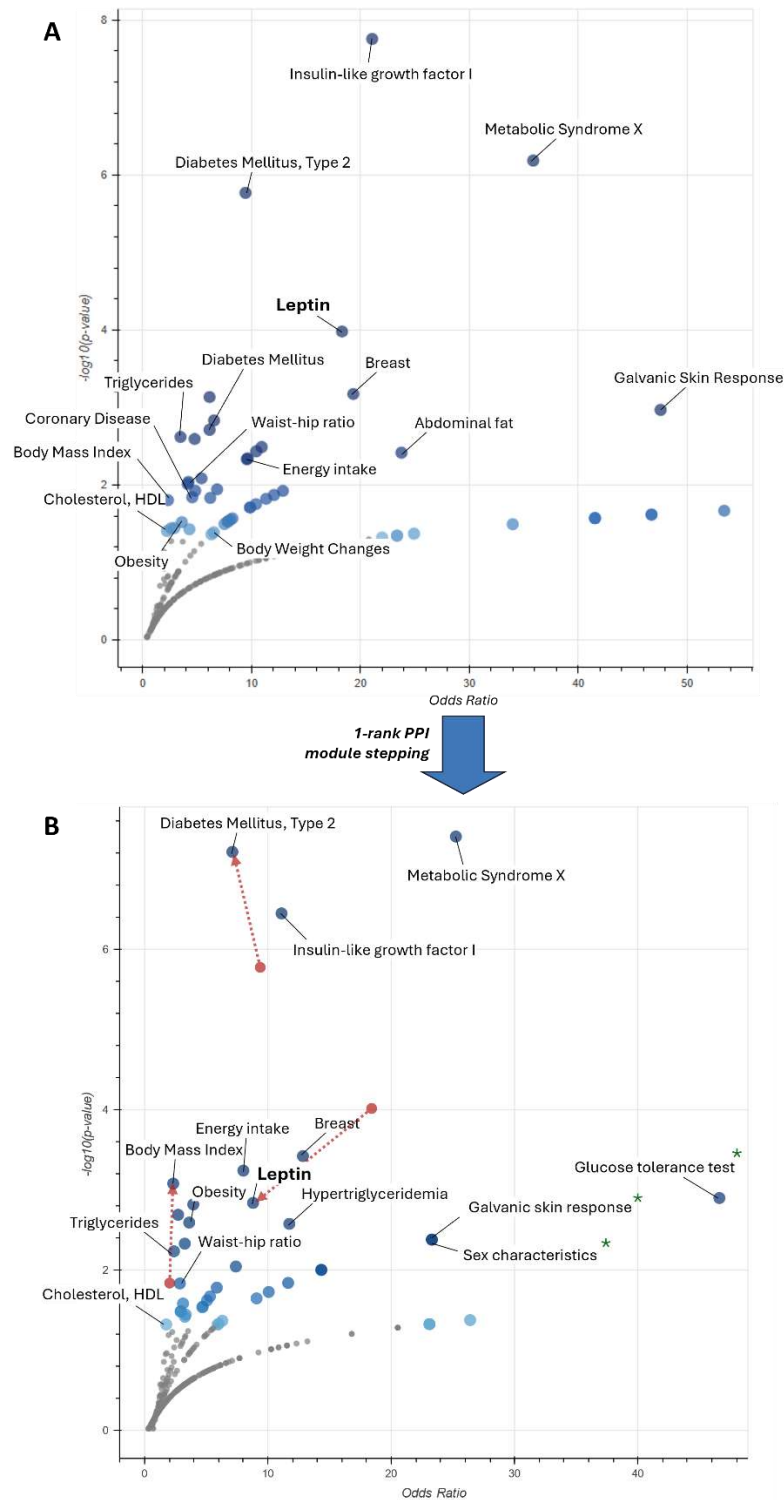 A
8
Insulin-like growth factor I
Metabolic Syndrome X
Diabetes Mellitus, Type 2
6
Leptin
4
-log10(p-value)
Diabetes Mellitus
Breast
Triglycerides
Galvanic Skin Response
Coronary Disease
Waist-hip ratio
Abdominal fat
Body Mass Index
Energy intake
2
Cholesterol, HDL
Body Weight Changes
Obesity
0
0 10 20 30 40 50
Odds Ratio
1-rank PPI
module stepping
B
Diabetes Mellitus, Type 2
Metabolic Syndrome X
Insulin-like growth factor I
6
4
-log10(p-value)
Energy intake
Breast
Body Mass Index
Leptin
Glucose tolerance test
Obesity
Hypertriglyceridemia
Galvanic skin response
Triglycerides
Waist-hip ratio
Sex characteristics
2
Cholesterol, HDL
0
0 10 20 30 40
Odds Ratio
* * *